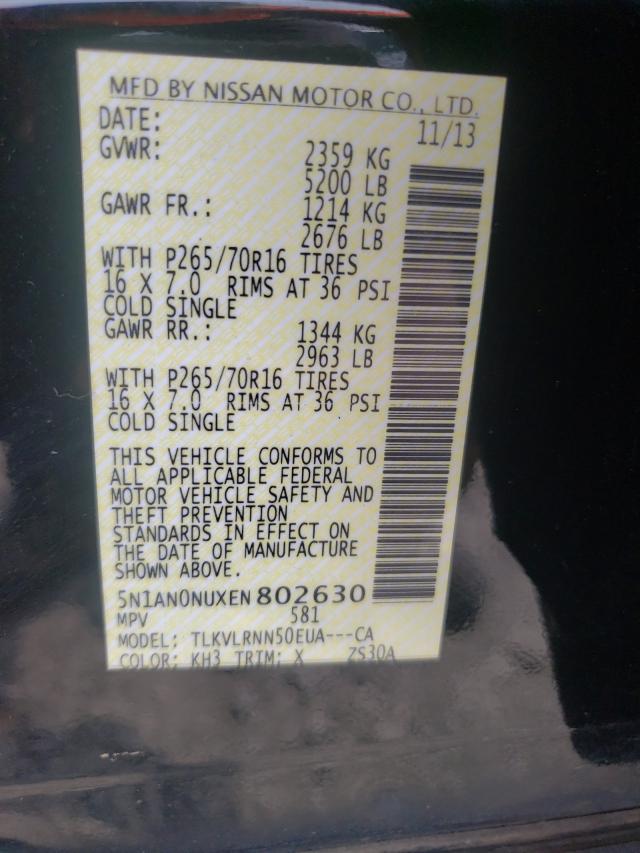 MFD BY NISSAN MOTOR CO., LTD.
DATE: 11/13
GVWR: 2359 KG
5200 LB
GAWR FR.: 1214 KG
2676 LB
WITH P265/70R16 TIRES
16 X 7.0 RIMS AT 36 PSI
COLD SINGLE
GAWR RR.: 1344 KG
2963 LB
WITH P265/70R16 TIRES
16 X 7.0 RIMS AT 36 PSI
COLD SINGLE
THIS VEHICLE CONFORMS TO
ALL APPLICABLE FEDERAL
MOTOR VEHICLE SAFETY AND
THEFT PREVENTION
STANDARDS IN EFFECT ON
THE DATE OF MANUFACTURE
SHOWN ABOVE.
5N1AN0NUXEN802630
MPV 581
MODEL: TLKVLRNN50EUA---CA
COLOR: KH3 TRIM: X ZS30A